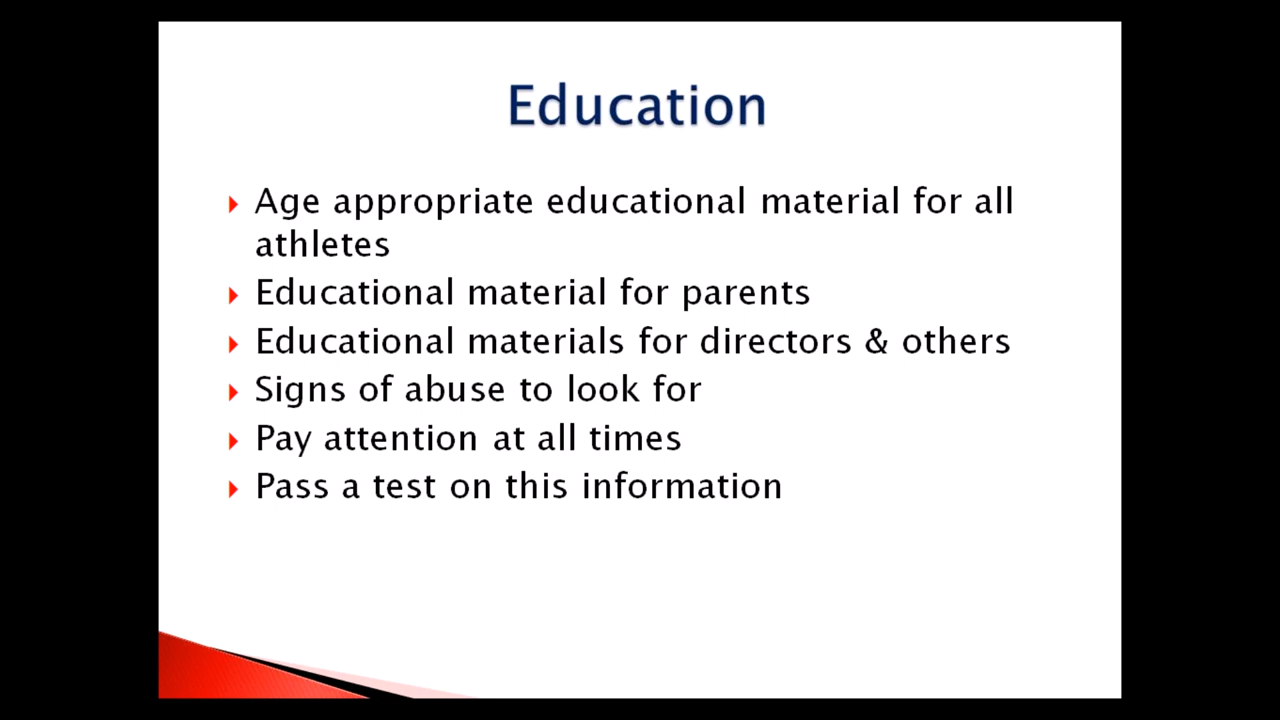 Education
Age appropriate educational material for all
athletes
Educational material for parents
Educational materials for directors & others
Signs of abuse to look for
Pay attention at all times
Pass a test on this information